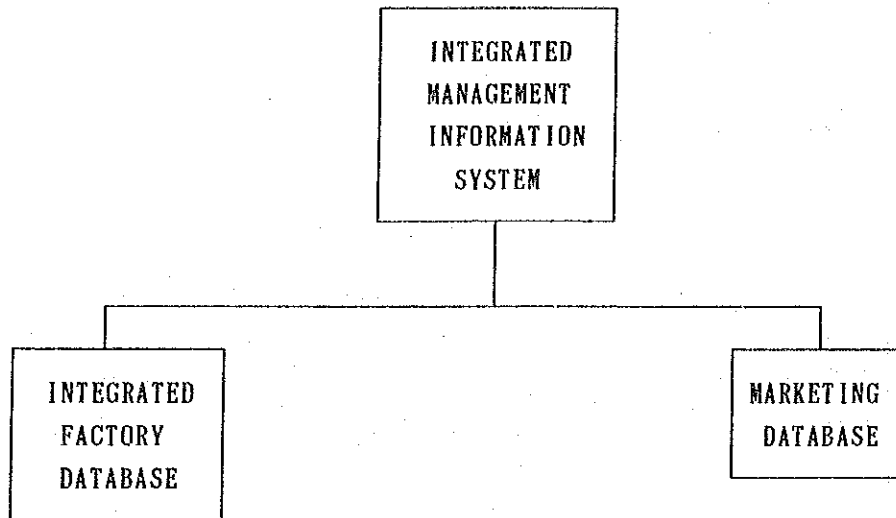 INTEGRATED
MANAGEMENT
INFORMATION
SYSTEM
INTEGRATED
FACTORY
DATABASE
MARKETING
DATABASE